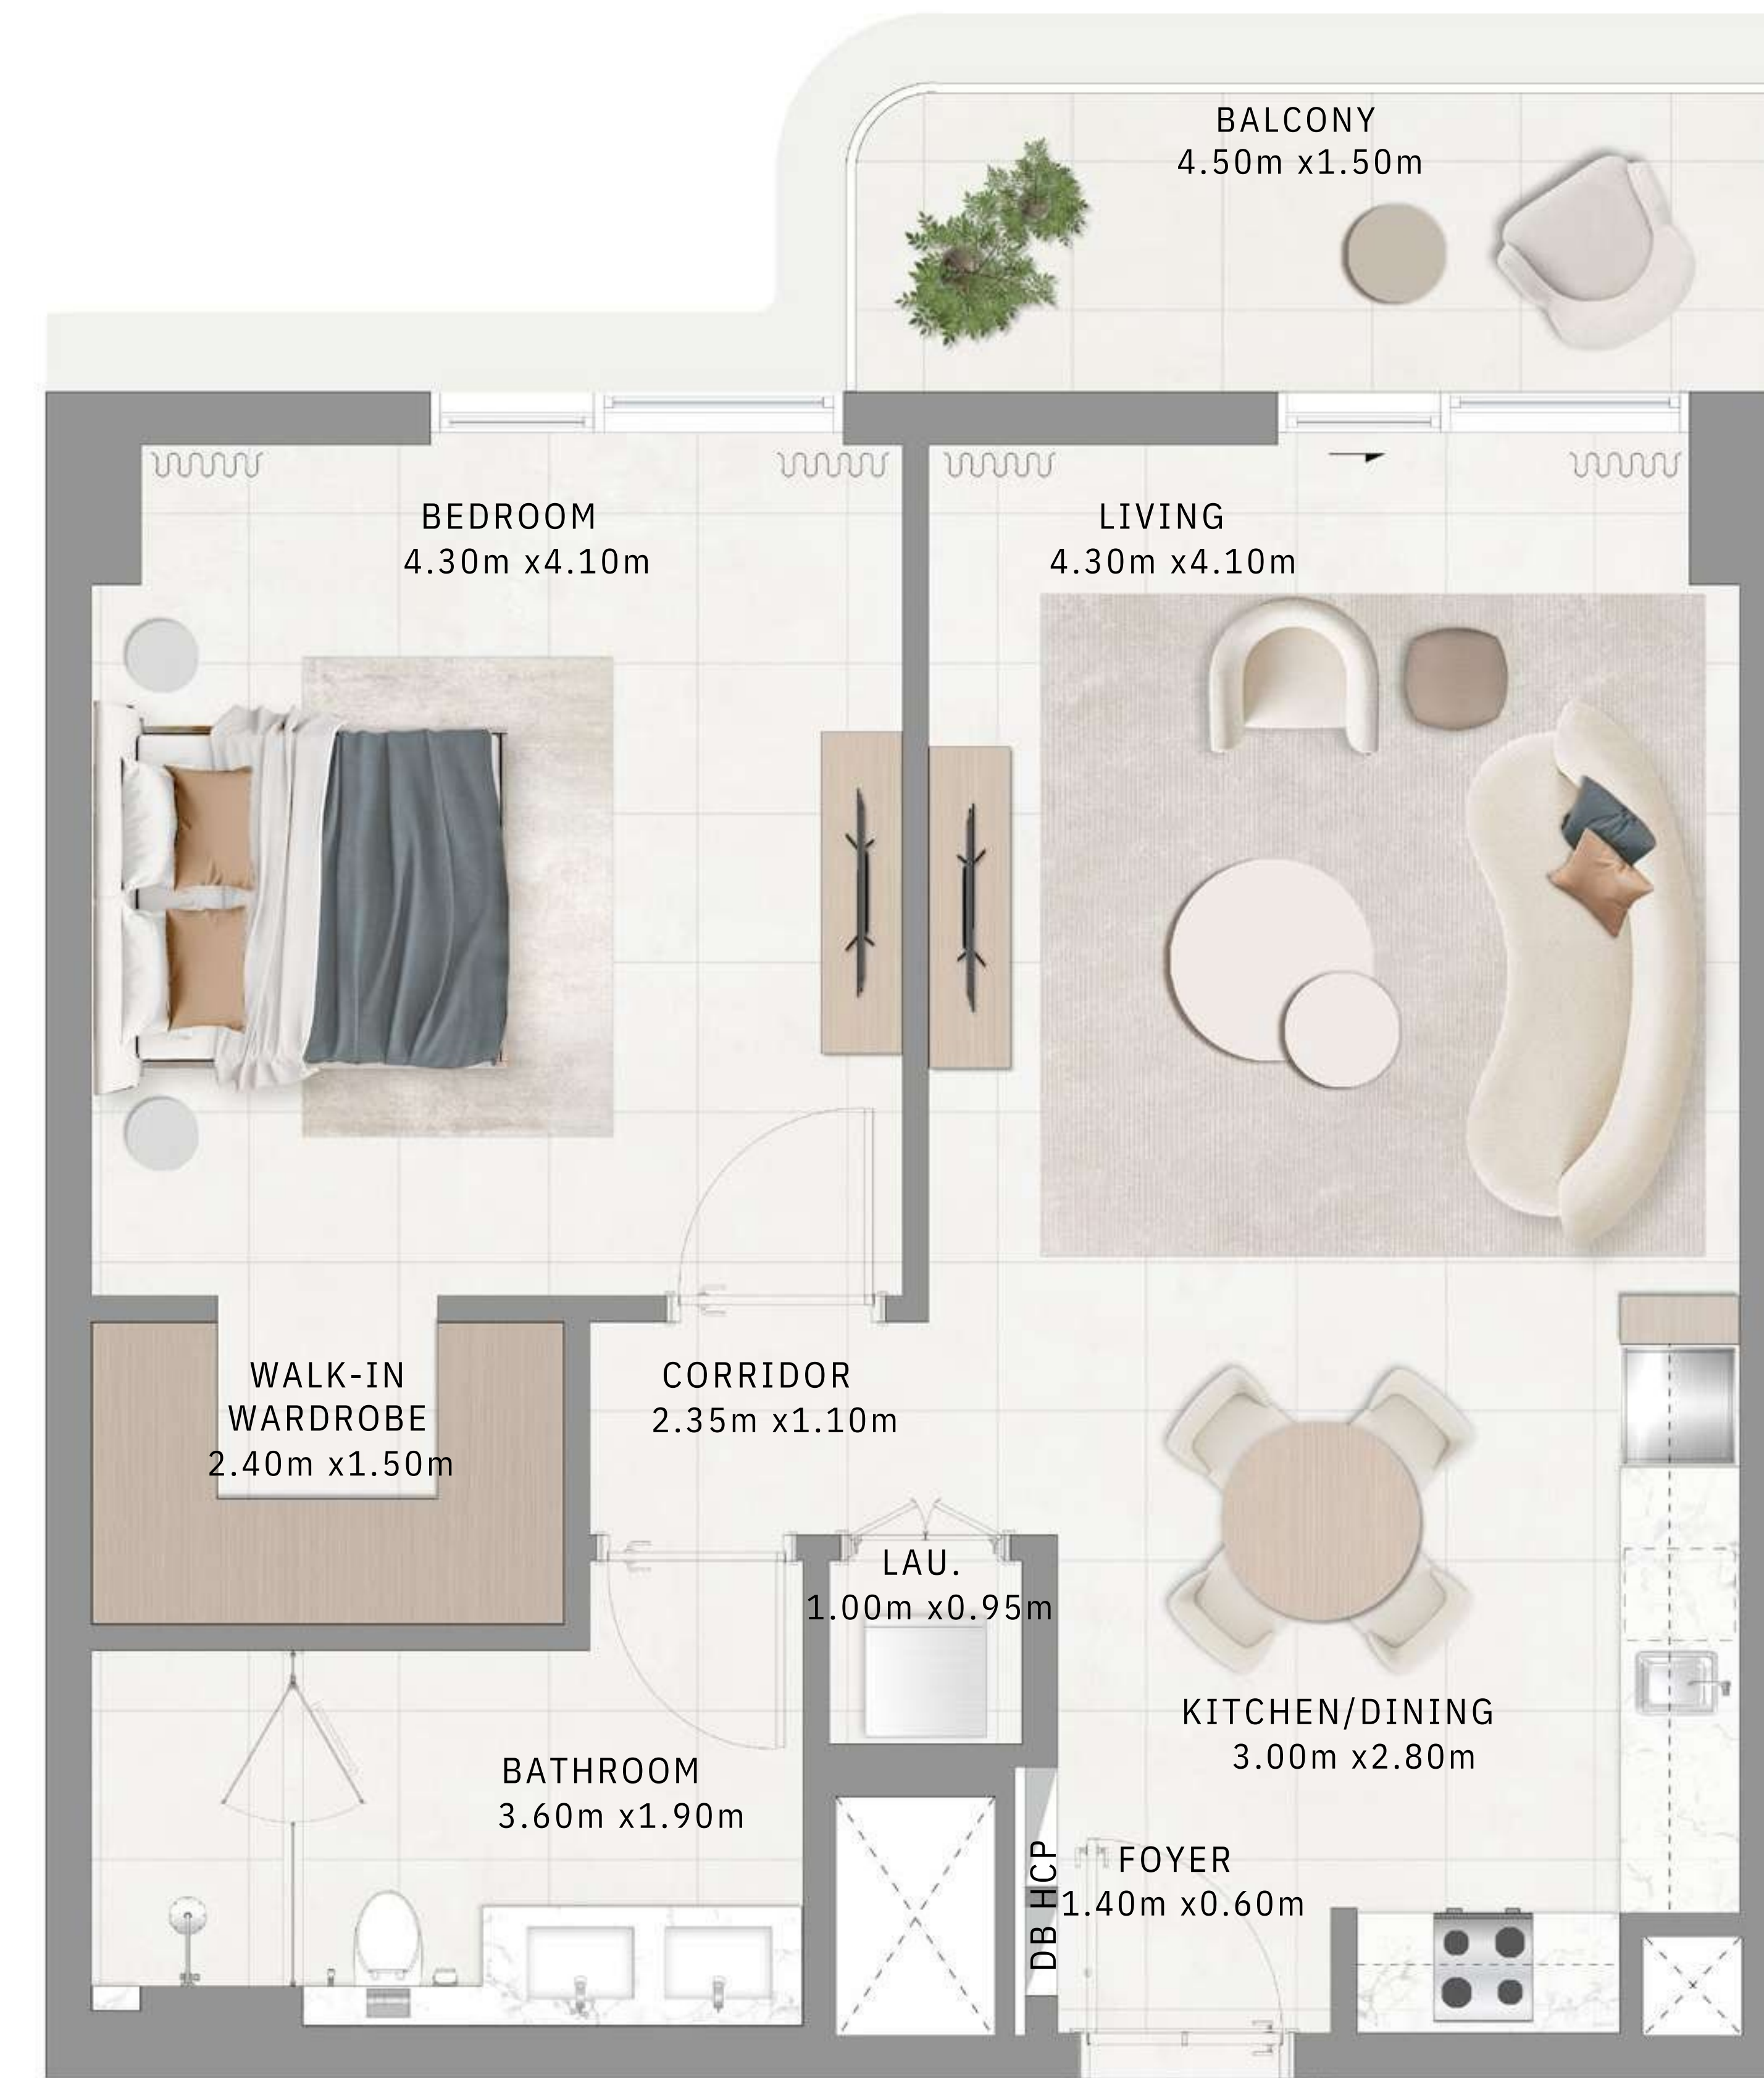 BALCONY
4.50m x1.50m
BEDROOM
4.30m x4.10m
LIVING
4.30m x4.10m
WALK-IN
WARDROBE
2.40m x1.50m
CORRIDOR
2.35m x1.10m
LAU.
1.00m x0.95m
KITCHEN/DINING
3.00m x2.80m
BATHROOM
3.60m x1.90m
FOYER
1.40m x0.60m
DB HCP